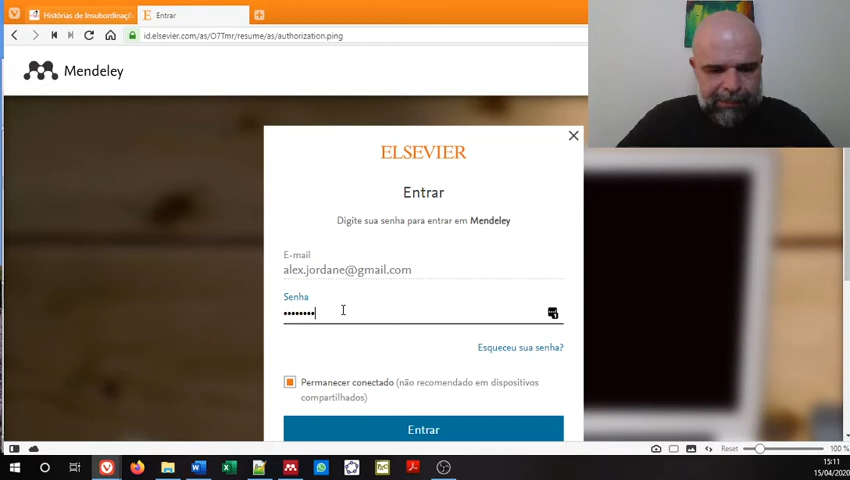 Histórias de Insubordinaçõ
Entrar
id.elsevier.com/as/O7Tmr/resume/as/authorization.ping
Mendeley
ELSEVIER
Entrar
Digite sua senha para entrar em Mendeley
E-mail
alex.jordane@gmail.com
Senha
••••••••
Esqueceu sua senha?
Permanecer conectado (não recomendado em dispositivos
compartilhados)
Entrar
Reset
100 %
15:11
15/04/2020